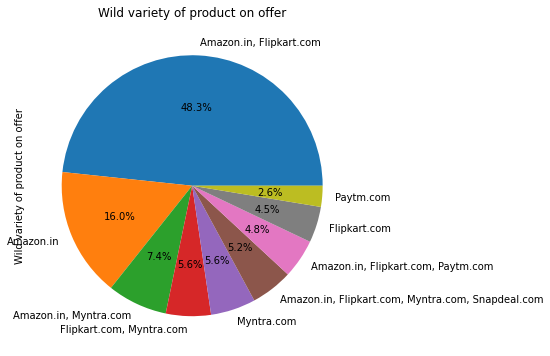 Wild variety of product on offer
Amazon.in, Flipkart.com
48.3%
Wild variety of product on offer
16.0%
Amazon.in
7.4%
Amazon.in, Myntra.com
5.6%
Flipkart.com, Myntra.com
5.6%
Myntra.com
5.2%
Amazon.in, Flipkart.com, Myntra.com, Snapdeal.com
4.8%
Amazon.in, Flipkart.com, Paytm.com
4.5%
Flipkart.com
2.6%
Paytm.com